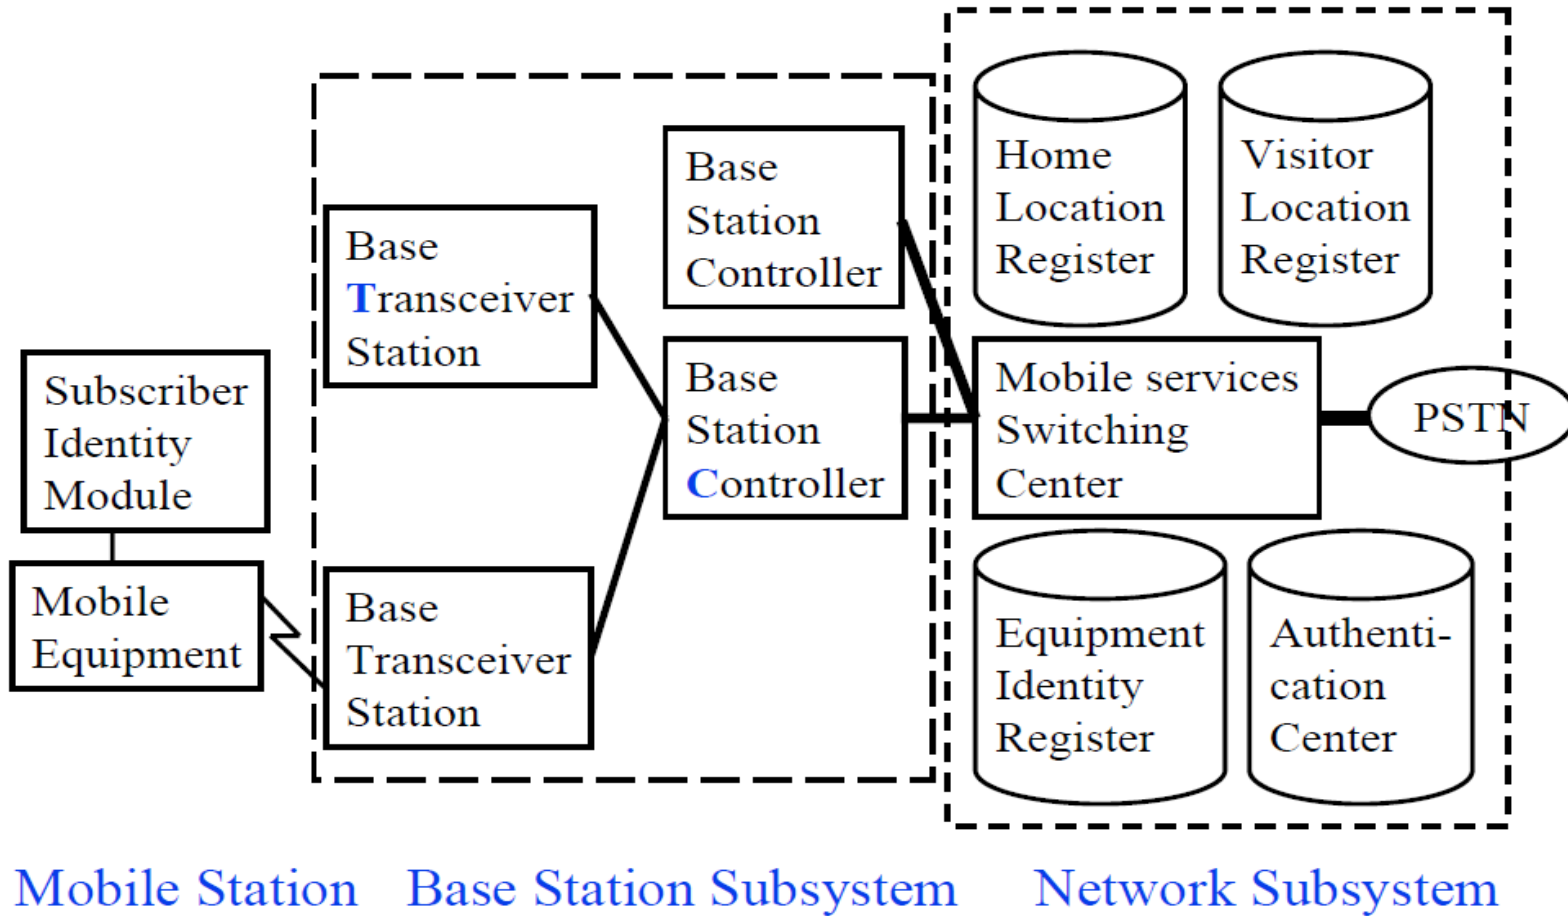 Subscriber
Identity
Module
Mobile
Equipment
Base
Transceiver
Station
Base
Transceiver
Station
Base
Station
Controller
Base
Station
Controller
Home
Location
Register
Visitor
Location
Register
Mobile services
Switching
Center
PSTN
Equipment
Identity
Register
Authenti-
cation
Center
Mobile Station
Base Station Subsystem
Network Subsystem